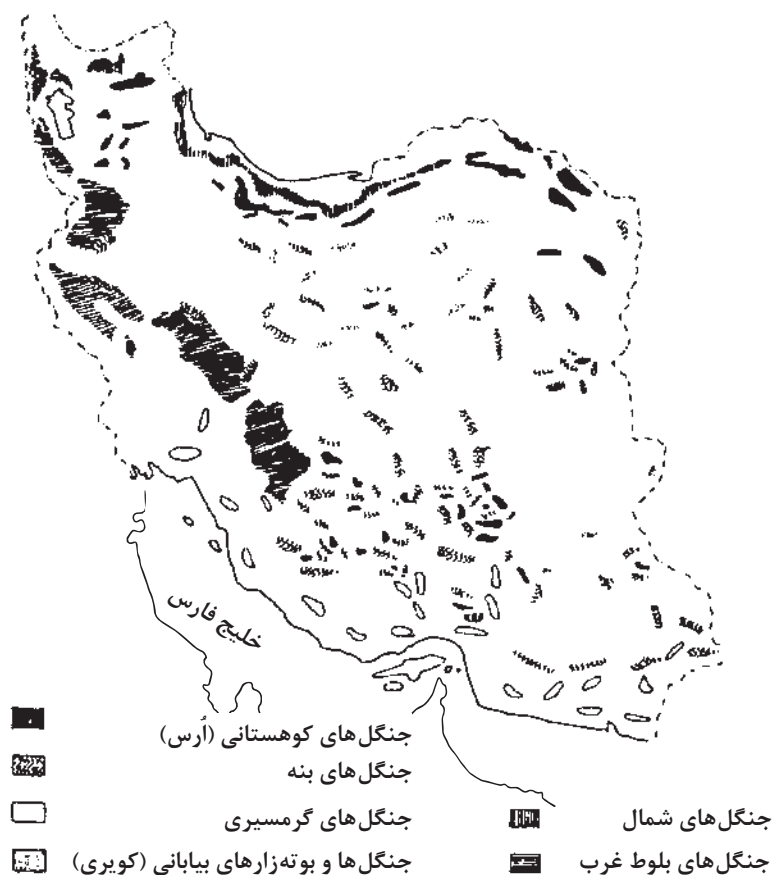 خلیج فارس
جنگل‌های کوهستانی (اُرس)
جنگل‌های بنه
جنگل‌های گرمسیری
جنگل‌ها و بوته‌زارهای بیابانی (کویری)
جنگل‌های شمال
جنگل‌های بلوط غرب